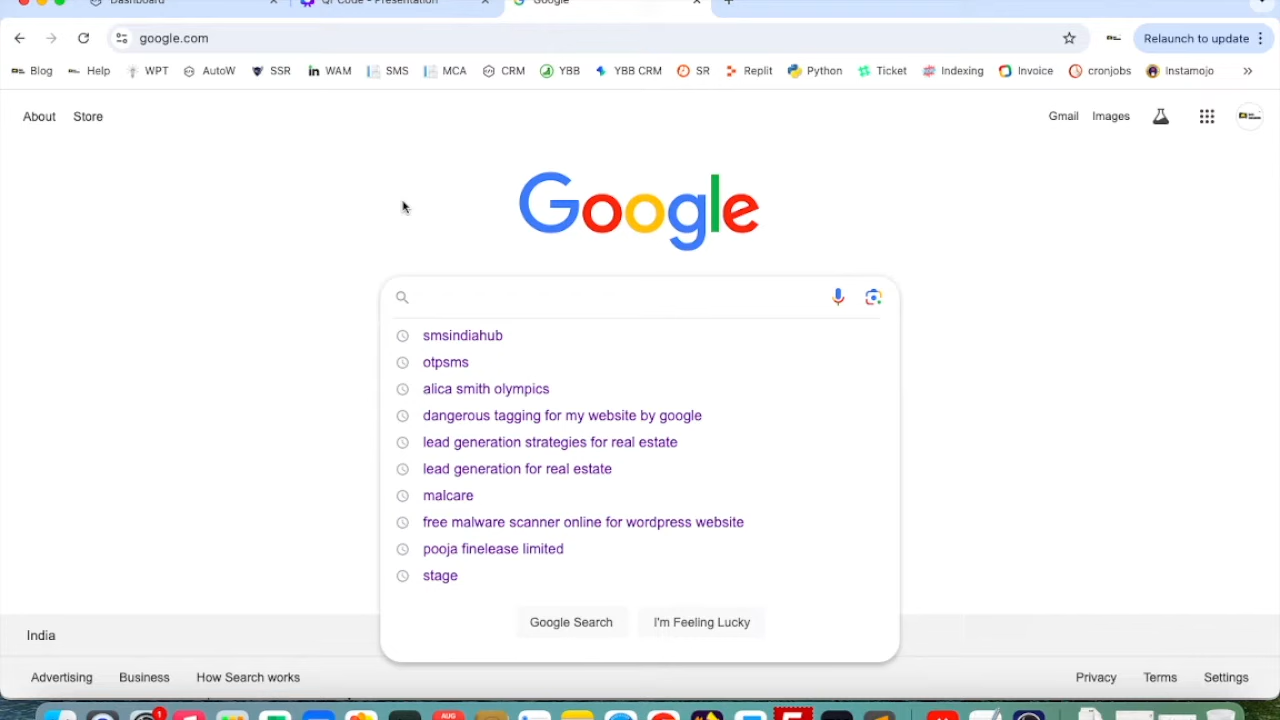 Dashboard QR Code - Presentation Google
google.com Relaunch to update
Blog Help WPT AutoW SSR WAM SMS MCA CRM YBB YBB CRM SR Replit Python Ticket Indexing Invoice cronjobs Instamojo
About Store Gmail Images
Google
smsindiahub
otpsms
alica smith olympics
dangerous tagging for my website by google
lead generation strategies for real estate
lead generation for real estate
malcare
free malware scanner online for wordpress website
pooja finelease limited
stage
Google Search I'm Feeling Lucky
India
Advertising Business How Search works Privacy Terms Settings
1 AUG